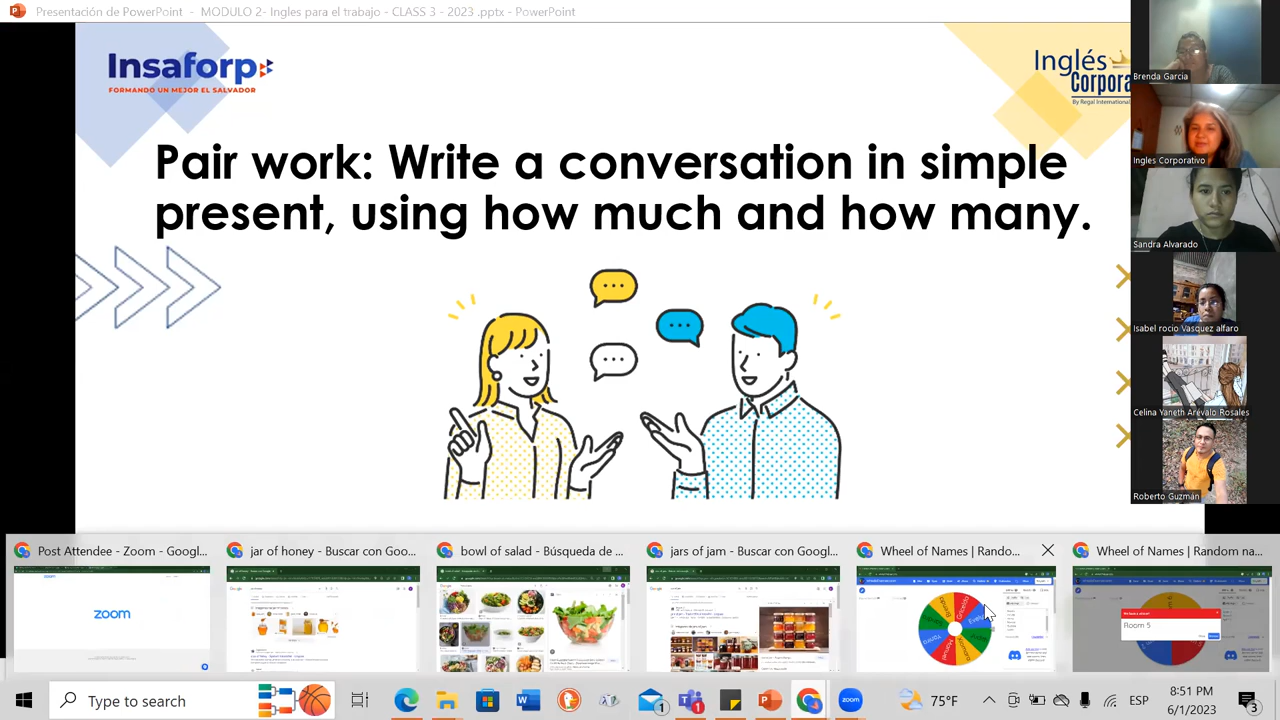 Presentación de PowerPoint - MODULO 2- Ingles para el trabajo - CLASS 3 - 2023 .pptx - PowerPoint
Insaforp
FORMANDO UN MEJOR EL SALVADOR
Inglés
Corpora
By Regal International
Pair work: Write a conversation in simple
present, using how much and how many.
Brenda Garcia
Ingles Corporativo
Sandra Alvarado
Isabel rocio Vasquez alfaro
Celina Yaneth Arévalo Rosales
Roberto Guzmán
Post Attendee - Zoom - Googl...
jar of honey - Buscar con Goo...
bowl of salad - Búsqueda de ...
jars of jam - Buscar con Googl...
Wheel of Names | Rando...
Wheel of Names | Random na...
zoom
Room 5
Type to search
75°F
ESP
8:51 PM
6/1/2023